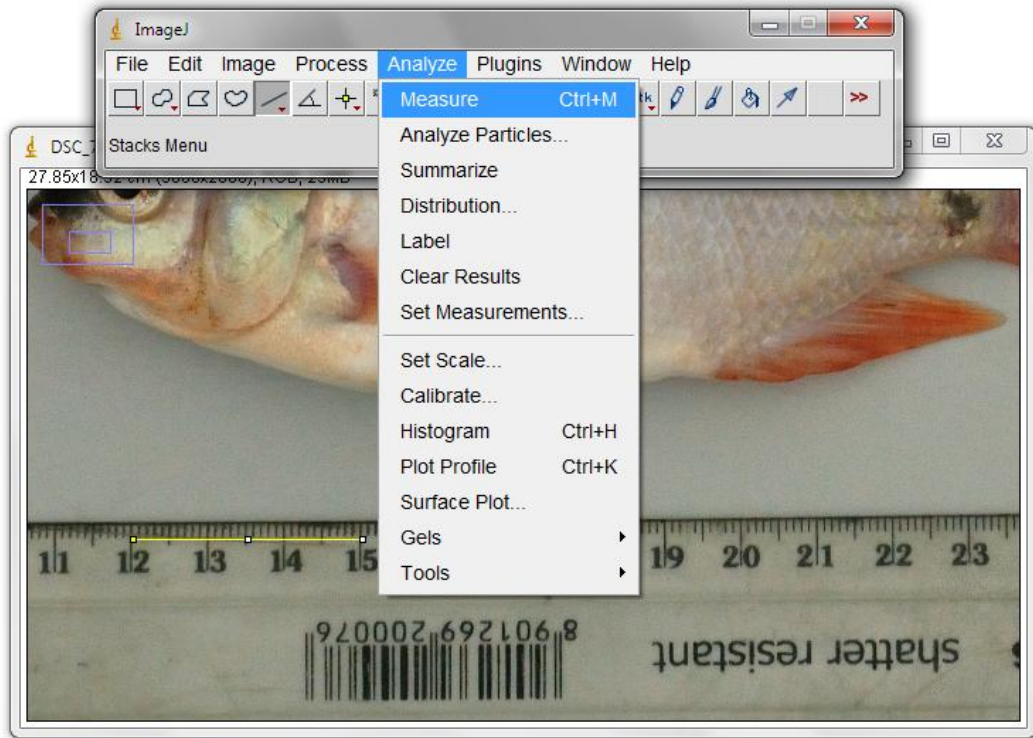 ImageJ
File Edit Image Process Analyze Plugins Window Help
Stacks Menu
Measure Ctrl+M
Analyze Particles...
Summarize
Distribution...
Label
Clear Results
Set Measurements...
Set Scale...
Calibrate...
Histogram Ctrl+H
Plot Profile Ctrl+K
Surface Plot...
Gels
Tools
11 12 13 14 15 19 20 21 22 23
8 901269 200076
shatter resistant